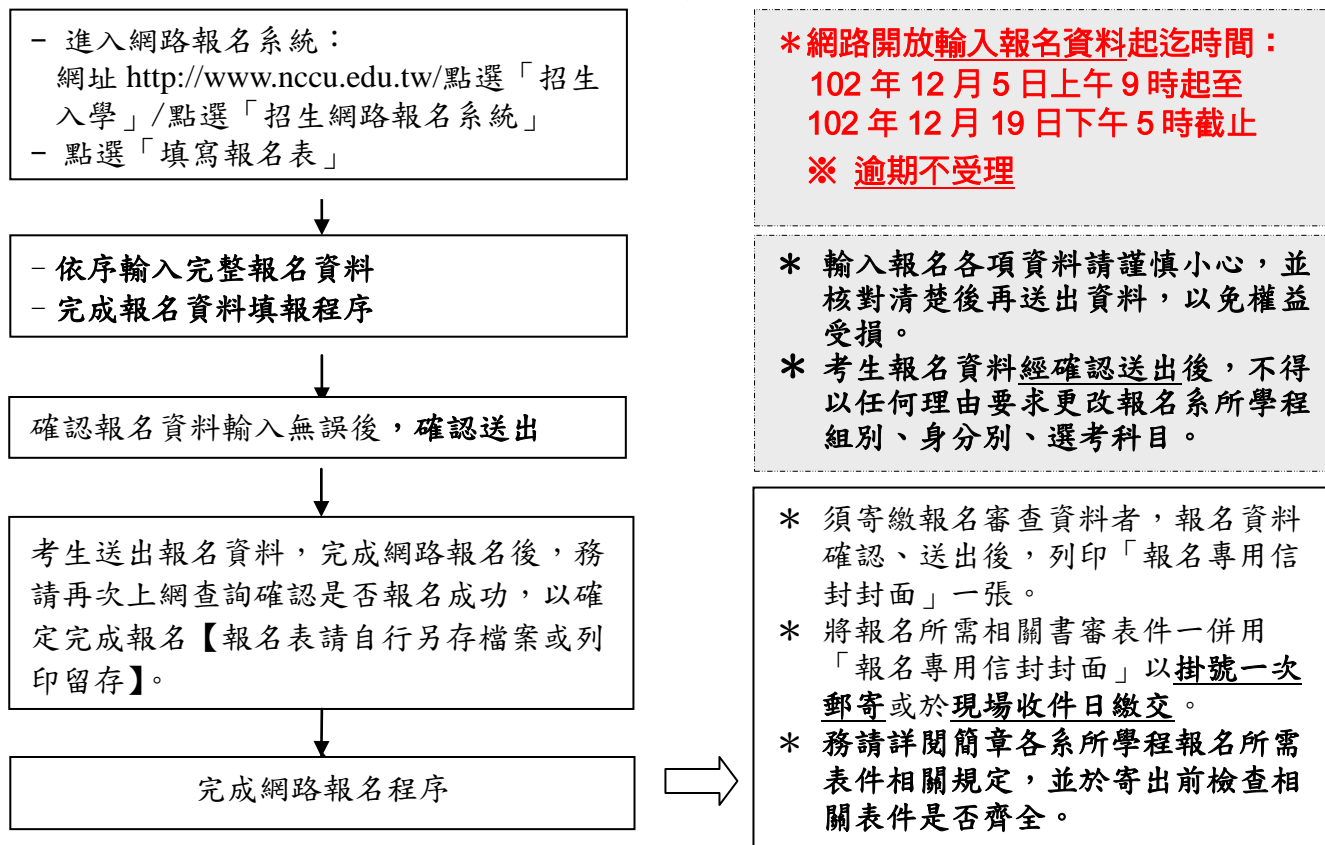 - 進入網路報名系統：
網址 http://www.nccu.edu.tw/點選「招生
入學」/點選「招生網路報名系統」
- 點選「填寫報名表」
- 依序輸入完整報名資料
- 完成報名資料填報程序
確認報名資料輸入無誤後，確認送出
考生送出報名資料，完成網路報名後，務
請再次上網查詢確認是否報名成功，以確
定完成報名【報名表請自行另存檔案或列
印留存】。
完成網路報名程序
＊網路開放輸入報名資料起迄時間：
102 年 12 月 5 日上午 9 時起至
102 年 12 月 19 日下午 5 時截止
※ 逾期不受理
＊ 輸入報名各項資料請謹慎小心，並
核對清楚後再送出資料，以免權益
受損。
＊ 考生報名資料經確認送出後，不得
以任何理由要求更改報名系所學程
組別、身分別、選考科目。
＊ 須寄繳報名審查資料者，報名資料
確認、送出後，列印「報名專用信
封封面」一張。
＊ 將報名所需相關書審表件一併用
「報名專用信封封面」以掛號一次
郵寄或於現場收件日繳交。
＊ 務請詳閱簡章各系所學程報名所需
表件相關規定，並於寄出前檢查相
關表件是否齊全。